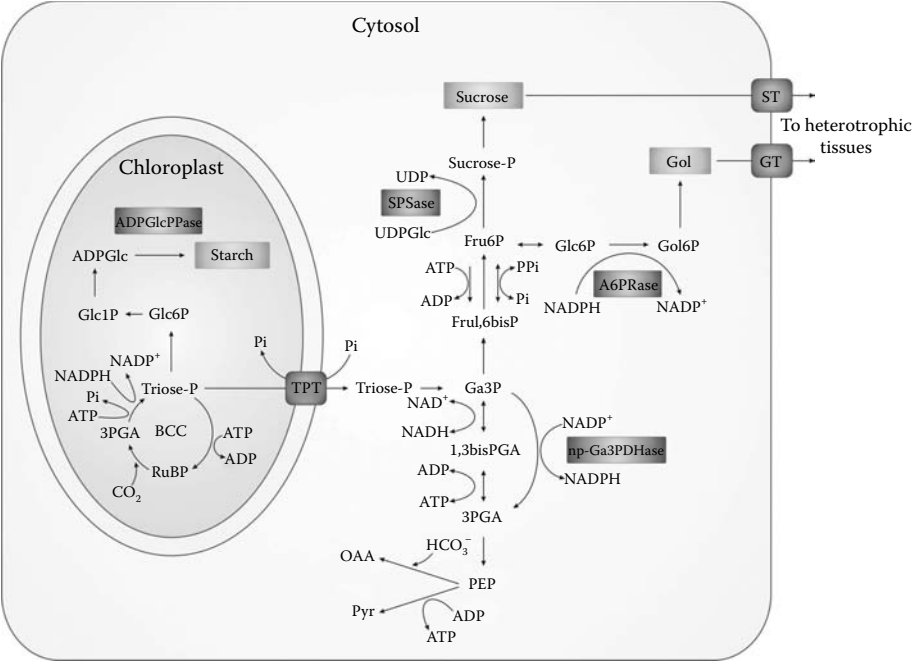 Cytosol
Sucrose
ST
To heterotrophic
tissues
Gol
GT
Sucrose-P
UDP
SPSase
UDPGlc
Fru6P
Glc6P
Gol6P
ATP
ADP
PPi
Pi
A6PRase
NADPH
NADP+
Frul,6bisP
Chloroplast
ADPGlcPPase
ADPGlc
Starch
Glc1P
Glc6P
Pi
Pi
NADP+
NADPH
Triose-P
TPT
Triose-P
Ga3P
Pi
ATP
3PGA
BCC
ATP
ADP
RuBP
CO2
NAD+
NADH
1,3bisPGA
NADP+
np-Ga3PDHase
NADPH
ADP
ATP
3PGA
HCO3−
OAA
PEP
Pyr
ADP
ATP